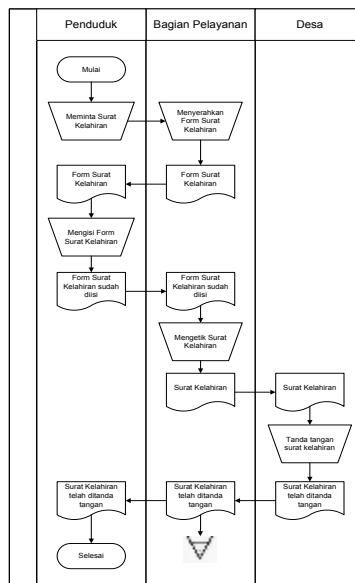 Penduduk
Bagian Pelayanan
Desa
Mulai
Meminta Surat
Kelahiran
Menyerahkan
Form Surat
Kelahiran
Form Surat
Kelahiran
Form Surat
Kelahiran
Mengisi Form
Surat Kelahiran
Form Surat
Kelahiran sudah
diisi
Form Surat
Kelahiran sudah
diisi
Mengetik Surat
Kelahiran
Surat Kelahiran
Surat Kelahiran
Tanda tangan
surat kelahiran
Surat Kelahiran
telah ditanda
tangan
Surat Kelahiran
telah ditanda
tangan
Surat Kelahiran
telah ditanda
tangan
Selesai